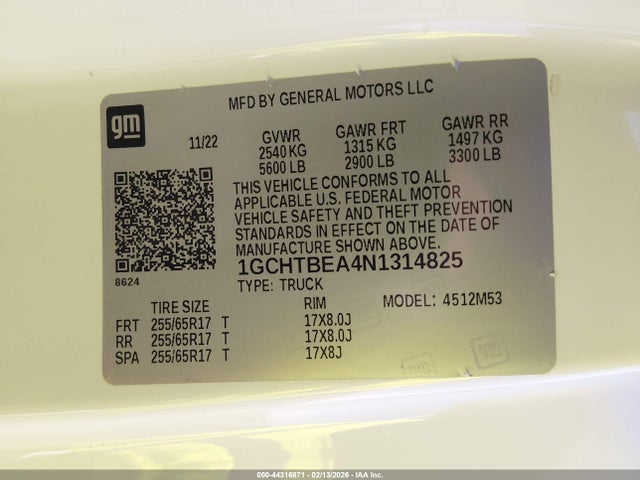 gm
MFD BY GENERAL MOTORS LLC
11/22
GVWR GAWR FRT GAWR RR
2540 KG 1315 KG 1497 KG
5600 LB 2900 LB 3300 LB
THIS VEHICLE CONFORMS TO ALL
APPLICABLE U.S. FEDERAL MOTOR
VEHICLE SAFETY AND THEFT PREVENTION
STANDARDS IN EFFECT ON THE DATE OF
MANUFACTURE SHOWN ABOVE.
1GCHTBEA4N1314825
8624
TYPE: TRUCK
TIRE SIZE RIM MODEL: 4512M53
FRT 255/65R17 T 17X8.0J
RR 255/65R17 T 17X8.0J
SPA 255/65R17 T 17X8J
gm
gm
000-44316871 - 02/13/2026 - IAA Inc.